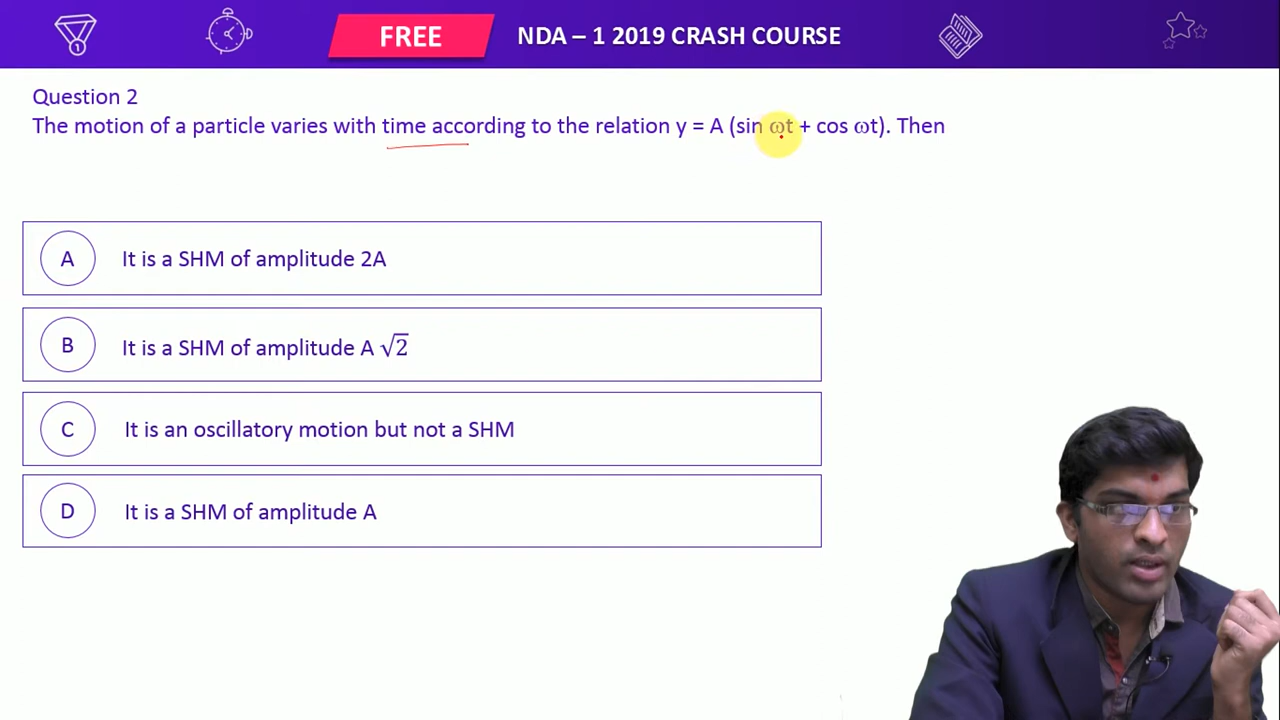 FREE
NDA – 1 2019 CRASH COURSE
1
Question 2
The motion of a particle varies with time according to the relation y = A (sin ωt + cos ωt). Then
A
It is a SHM of amplitude 2A
B
It is a SHM of amplitude A √2
C
It is an oscillatory motion but not a SHM
D
It is a SHM of amplitude A